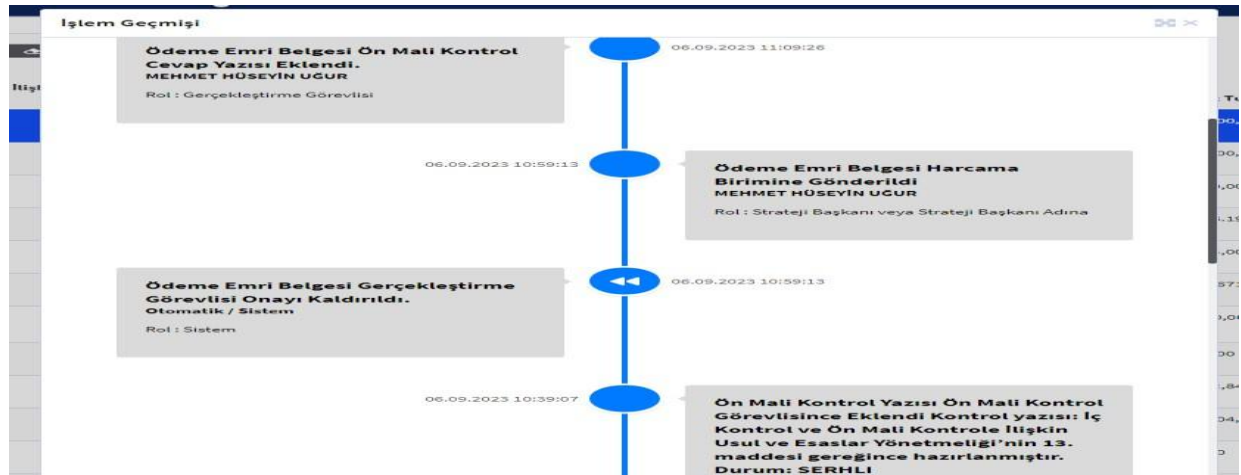 İşlem Geçmişi
Ödeme Emri Belgesi Ön Mali Kontrol
Cevap Yazısı Eklendi.
MEHMET HÜSEYİN UĞUR
Rol : Gerçekleştirme Görevlisi
06.09.2023 11:09:26
06.09.2023 10:59:13
Ödeme Emri Belgesi Harcama
Birimine Gönderildi
MEHMET HÜSEYİN UĞUR
Rol : Strateji Başkanı veya Strateji Başkanı Adına
Ödeme Emri Belgesi Gerçekleştirme
Görevlisi Onayı Kaldırıldı.
Otomatik / Sistem
Rol : Sistem
06.09.2023 10:59:13
06.09.2023 10:39:07
Ön Mali Kontrol Yazısı Ön Mali Kontrol
Görevlisince Eklendi Kontrol yazısı: İç
Kontrol ve Ön Mali Kontrole İlişkin
Usul ve Esaslar Yönetmeliği'nin 13.
maddesi gereğince hazırlanmıştır.
Durum: SERHLI